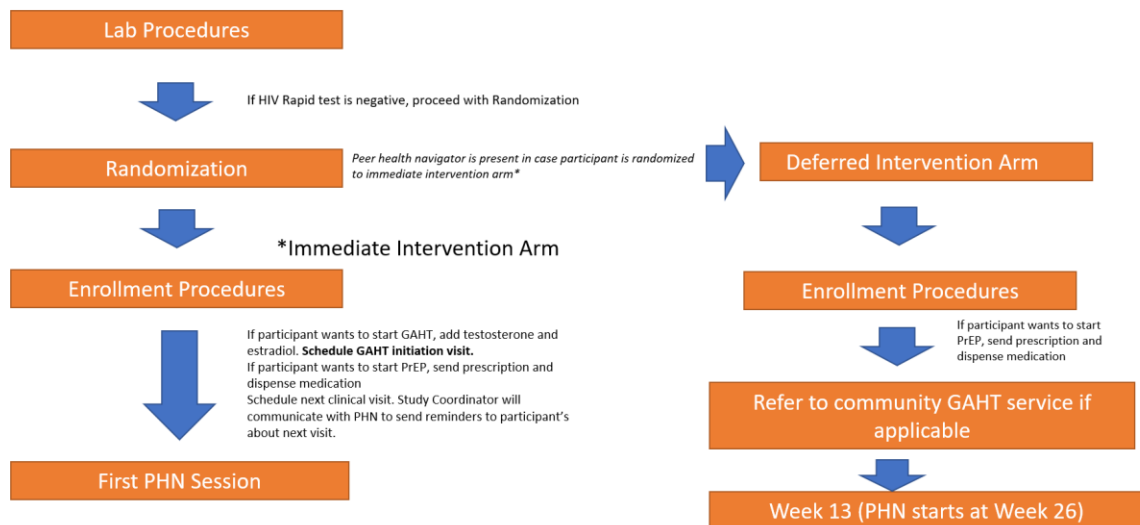 Lab Procedures
If HIV Rapid test is negative, proceed with Randomization
Randomization
Peer health navigator is present in case participant is randomized
to immediate intervention arm*
Deferred Intervention Arm
*Immediate Intervention Arm
Enrollment Procedures
Enrollment Procedures
If participant wants to start GAHT, add testosterone and
estradiol. Schedule GAHT initiation visit.
If participant wants to start PrEP, send prescription and
dispense medication
Schedule next clinical visit. Study Coordinator will
communicate with PHN to send reminders to participant's
about next visit.
If participant wants to start
PrEP, send prescription and
dispense medication
Refer to community GAHT service if
applicable
First PHN Session
Week 13 (PHN starts at Week 26)